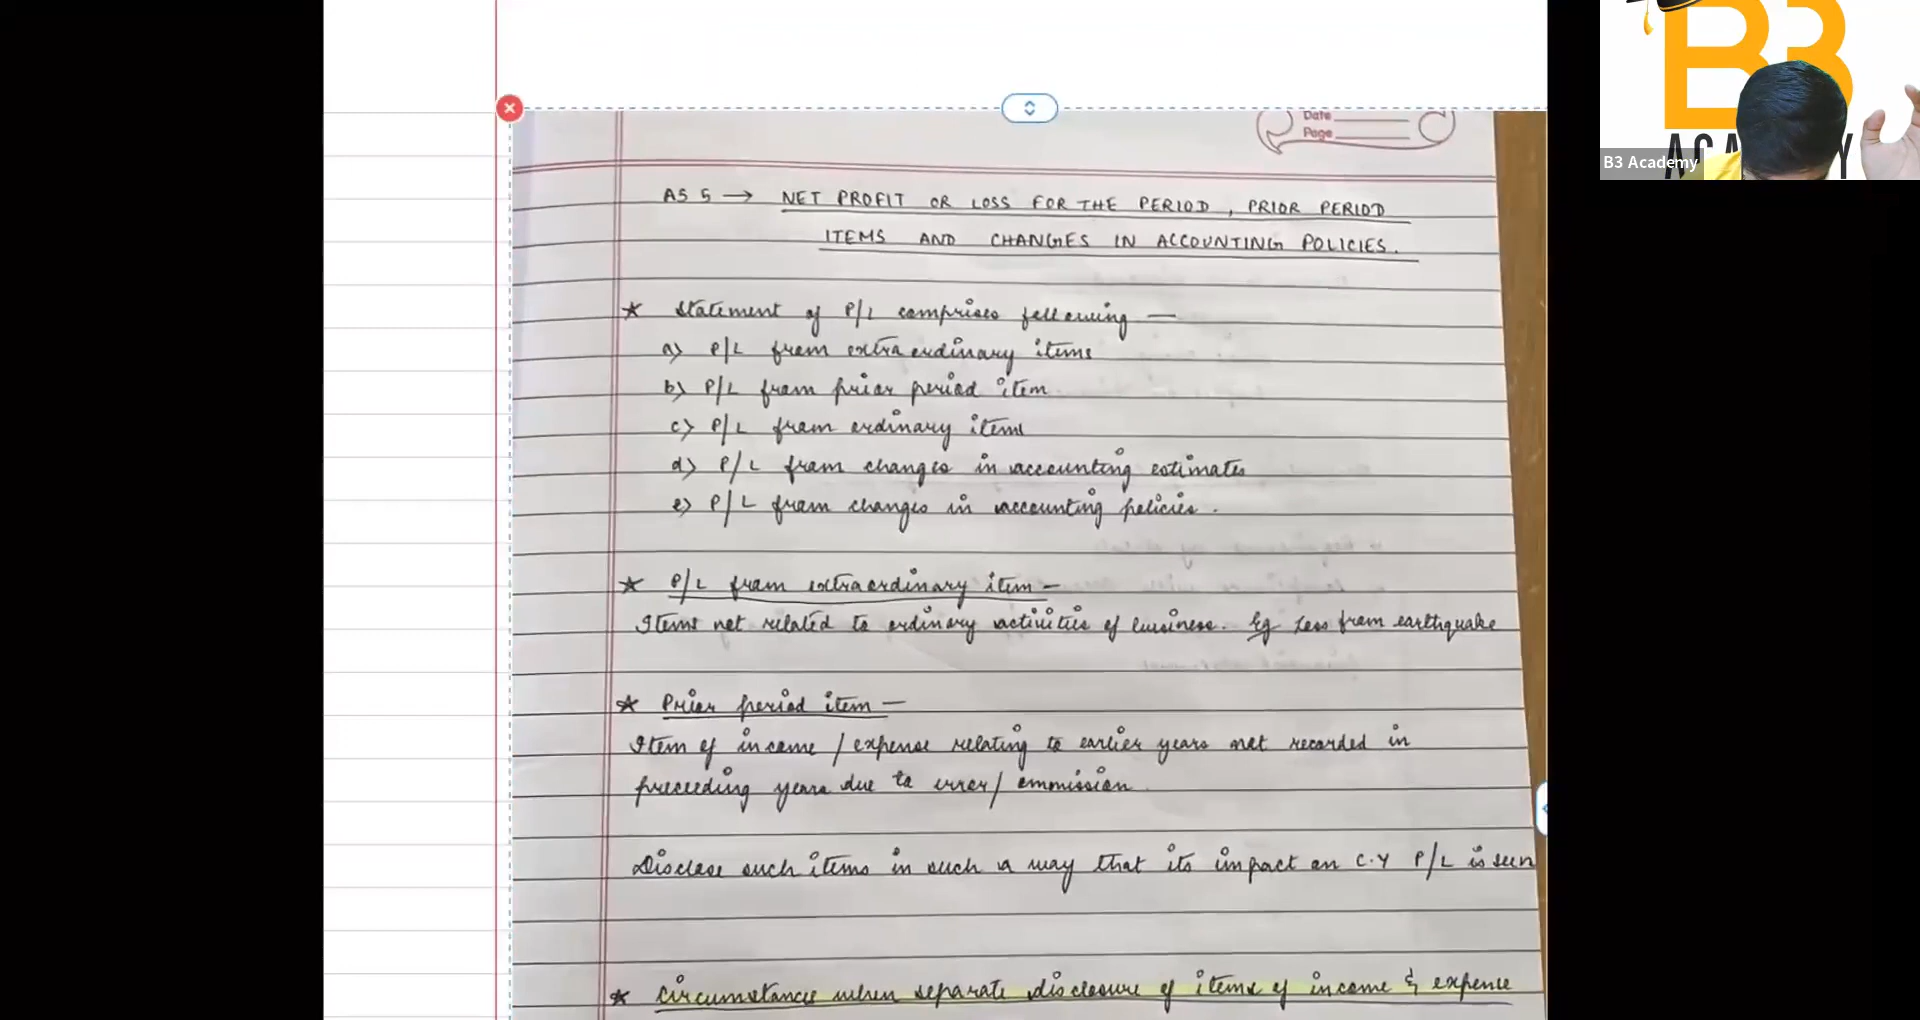 Date
Page
AS 5 → NET PROFIT OR LOSS FOR THE PERIOD, PRIOR PERIOD
ITEMS AND CHANGES IN ACCOUNTING POLICIES.
★ Statement of P/L comprises following —
a) P/L from extraordinary items
b) P/L from prior period item
c) P/L from ordinary items
d) P/L from changes in accounting estimates
e) P/L from changes in accounting policies.
★ P/L from extraordinary item —
Items not related to ordinary activities of business. Eg Loss from earthquake
★ Prior period item —
Item of income / expense relating to earlier years not recorded in
preceeding years due to error/ ommission
Disclose such items in such a way that its impact on C.Y P/L is seen
★ Circumstances when separate disclosure of items of income & expense
B3
ACADEMY
B3 Academy